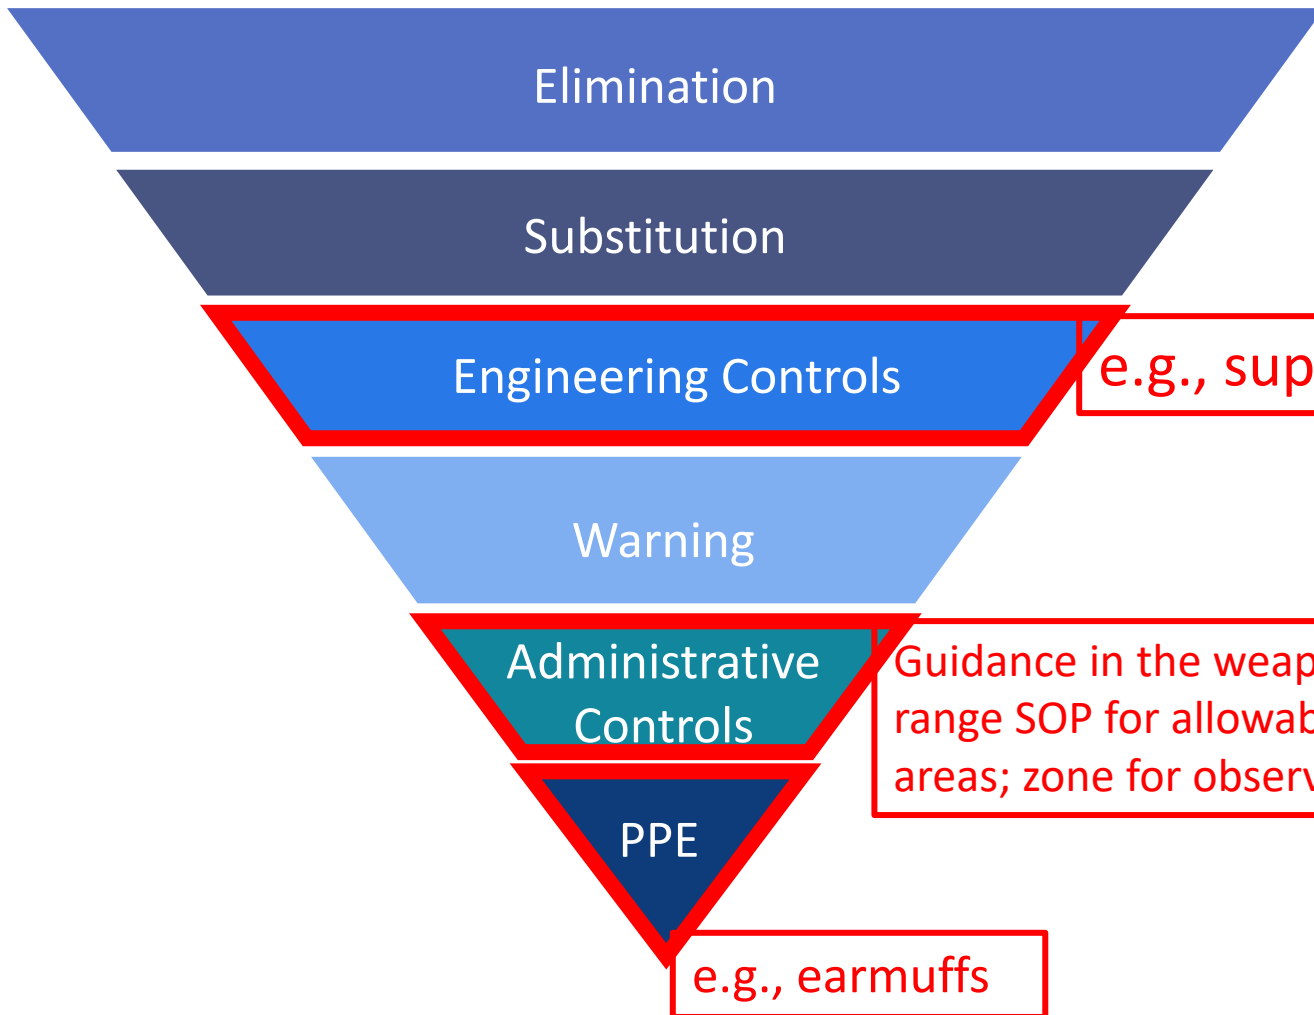 Elimination
Substitution
Engineering Controls
e.g., sup
Warning
Administrative
Controls
Guidance in the weap
range SOP for allowab
areas; zone for observ
PPE
e.g., earmuffs